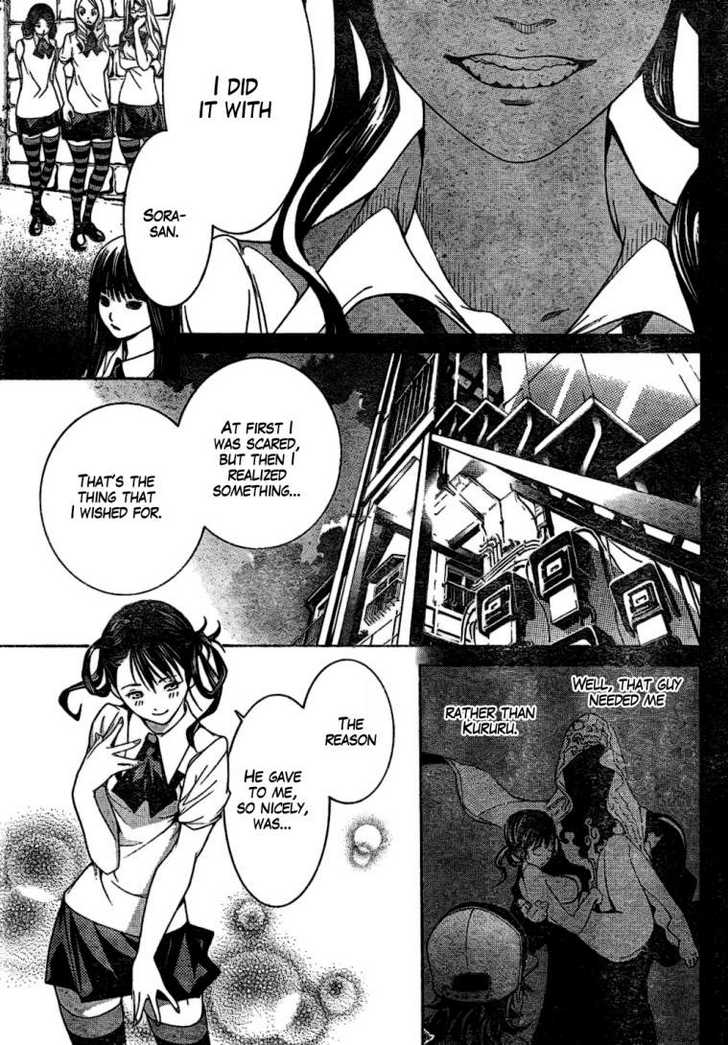 I DID
IT WITH
SORA-
SAN.
AT FIRST I
WAS SCARED,
BUT THEN I
REALIZED
SOMETHING...
THAT'S THE
THING THAT
I WISHED FOR.
WELL, THAT GUY
NEEDED ME
RATHER THAN
KURURU.
THE
REASON
HE GAVE
TO ME,
SO NICELY,
WAS...